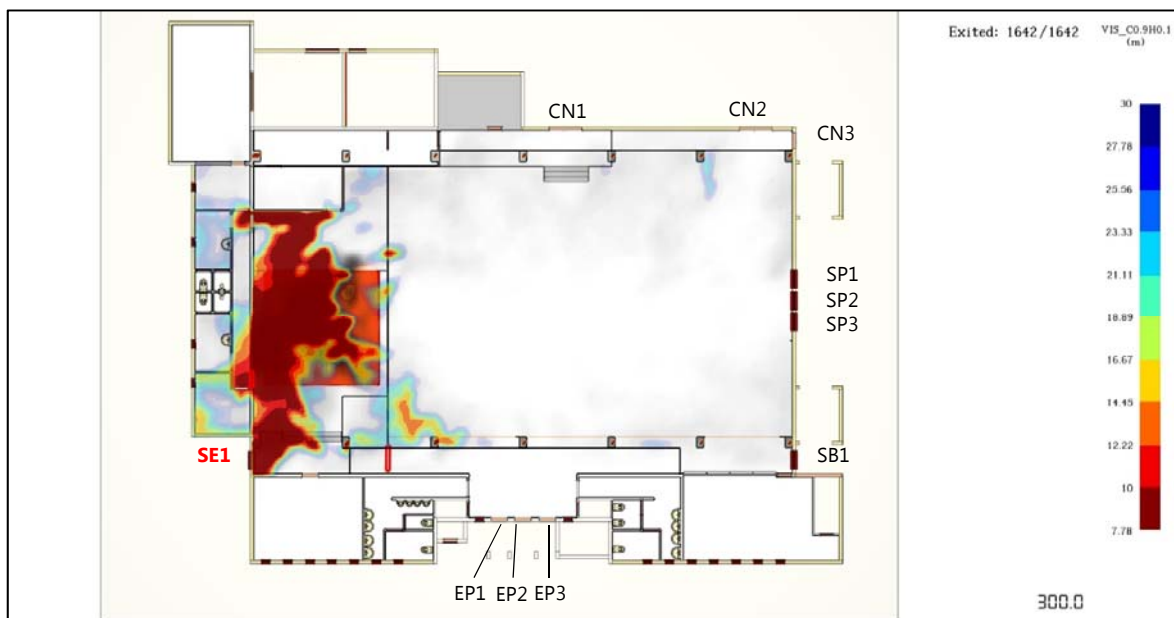 Exited: 1642/1642
VIS_C0.9H0.1
(m)
30
27.78
25.56
23.33
21.11
18.89
16.67
14.45
12.22
10
7.78
CN1
CN2
CN3
SP1
SP2
SP3
SE1
SB1
EP1 EP2 EP3
300.0